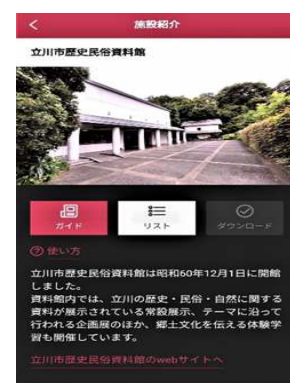 施設紹介
立川市歴史民俗資料館
ガイド
リスト
ダウンロード
使い方
立川市歴史民俗資料館は昭和60年12月1日に開館
しました。
資料館内では、立川の歴史・民俗・自然に関する
資料が展示されている常設展示、テーマに沿って
行われる企画展のほか、郷土文化を伝える体験学
習も開催しています。
立川市歴史民俗資料館のwebサイトへ